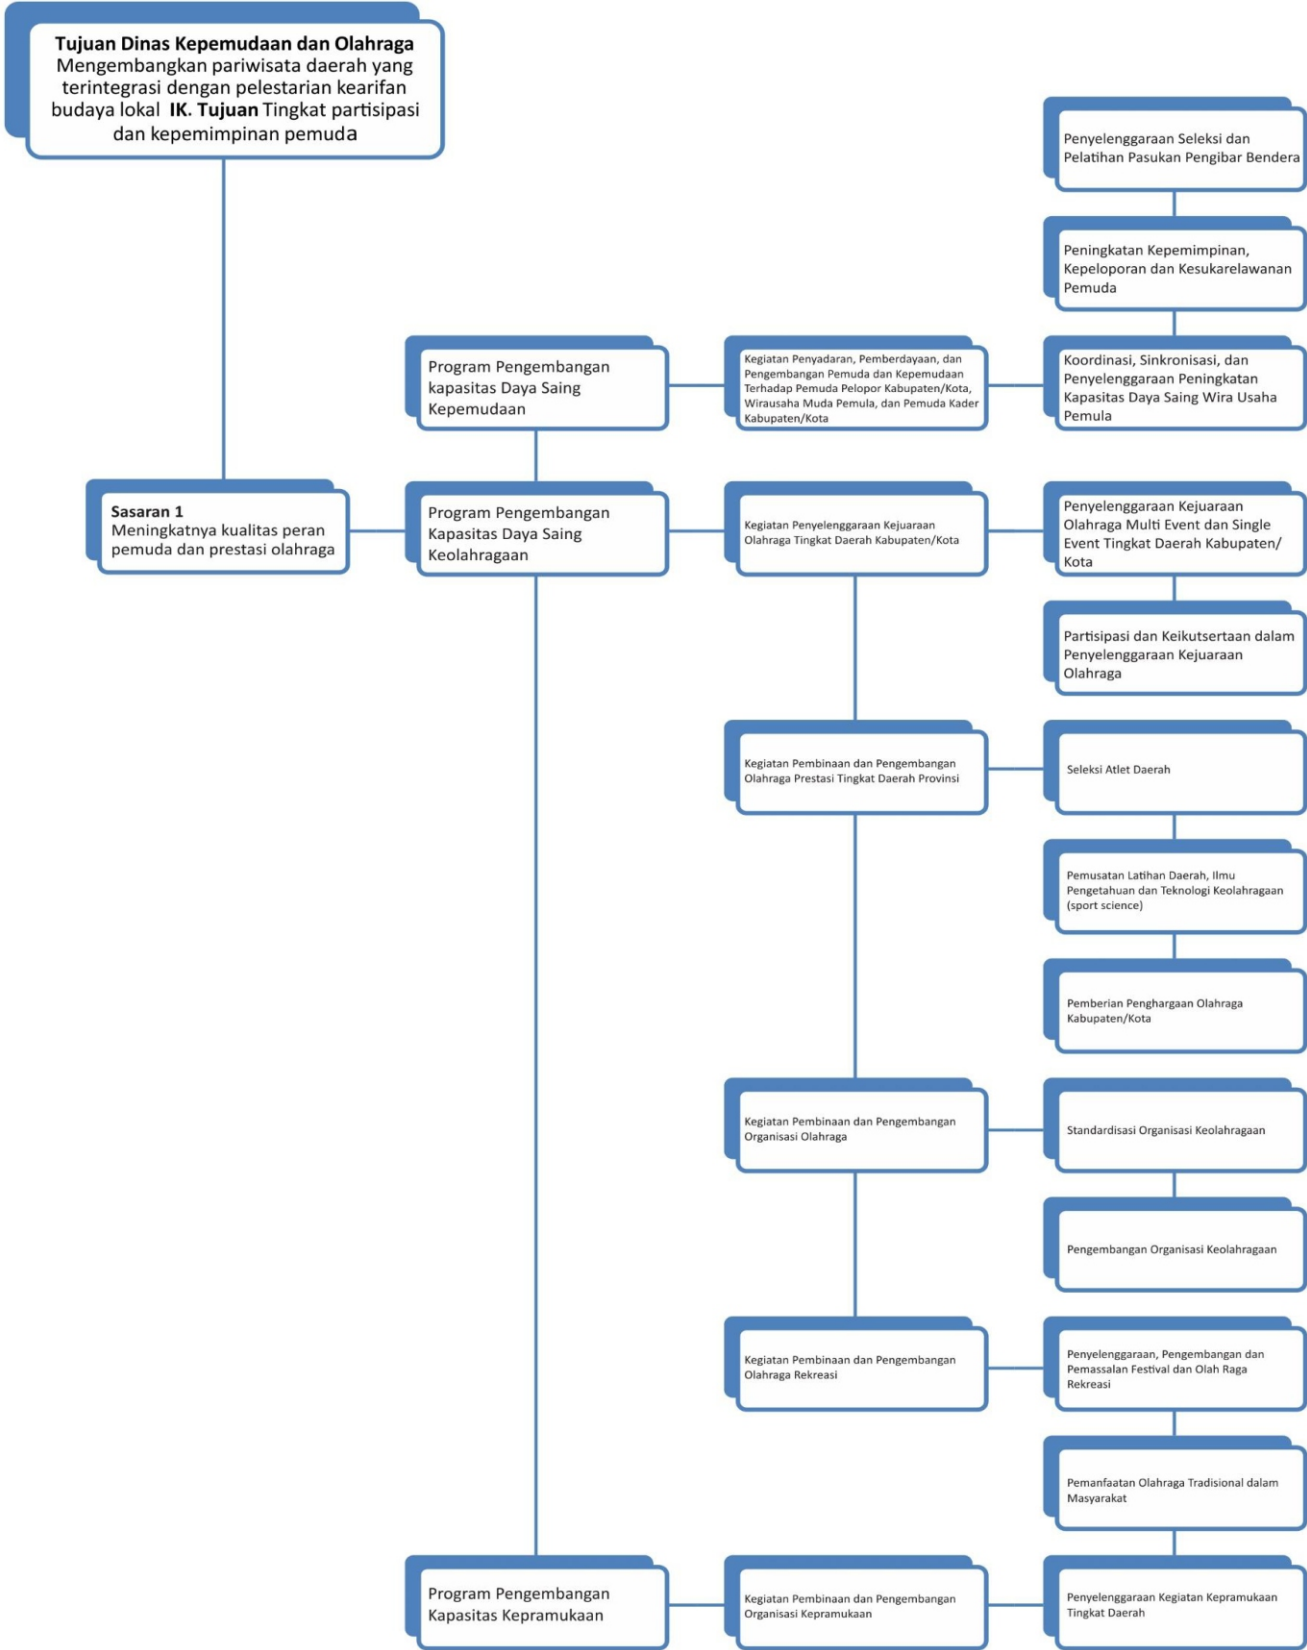 Tujuan Dinas Kepemudaan dan Olahraga
Mengembangkan pariwisata daerah yang
terintegrasi dengan pelestarian kearifan
budaya lokal IK. Tujuan Tingkat partisipasi
dan kepemimpinan pemuda
Penyelenggaraan Seleksi dan
Pelatihan Pasukan Pengibar Bendera
Peningkatan Kepemimpinan,
Kepeloporan dan Kesukarelawanan
Pemuda
Program Pengembangan
kapasitas Daya Saing
Kepemudaan
Kegiatan Penyadaran, Pemberdayaan, dan
Pengembangan Pemuda dan Kepemudaan
Terhadap Pemuda Pelopor Kabupaten/Kota,
Wirausaha Muda Pemula, dan Pemuda Kader
Kabupaten/Kota
Koordinasi, Sinkronisasi, dan
Penyelenggaraan Peningkatan
Kapasitas Daya Saing Wira Usaha
Pemula
Sasaran 1
Meningkatnya kualitas peran
pemuda dan prestasi olahraga
Program Pengembangan
Kapasitas Daya Saing
Keolahragaan
Kegiatan Penyelenggaraan Kejuaraan
Olahraga Tingkat Daerah Kabupaten/Kota
Penyelenggaraan Kejuaraan
Olahraga Multi Event dan Single
Event Tingkat Daerah Kabupaten/
Kota
Partisipasi dan Keikutsertaan dalam
Penyelenggaraan Kejuaraan
Olahraga
Kegiatan Pembinaan dan Pengembangan
Olahraga Prestasi Tingkat Daerah Provinsi
Seleksi Atlet Daerah
Pemusatan Latihan Daerah, Ilmu
Pengetahuan dan Teknologi Keolahragaan
(sport science)
Pemberian Penghargaan Olahraga
Kabupaten/Kota
Kegiatan Pembinaan dan Pengembangan
Organisasi Olahraga
Standardisasi Organisasi Keolahragaan
Pengembangan Organisasi Keolahragaan
Kegiatan Pembinaan dan Pengembangan
Olahraga Rekreasi
Penyelenggaraan, Pengembangan dan
Pemassalan Festival dan Olah Raga
Rekreasi
Pemanfaatan Olahraga Tradisional dalam
Masyarakat
Program Pengembangan
Kapasitas Kepramukaan
Kegiatan Pembinaan dan Pengembangan
Organisasi Kepramukaan
Penyelenggaraan Kegiatan Kepramukaan
Tingkat Daerah